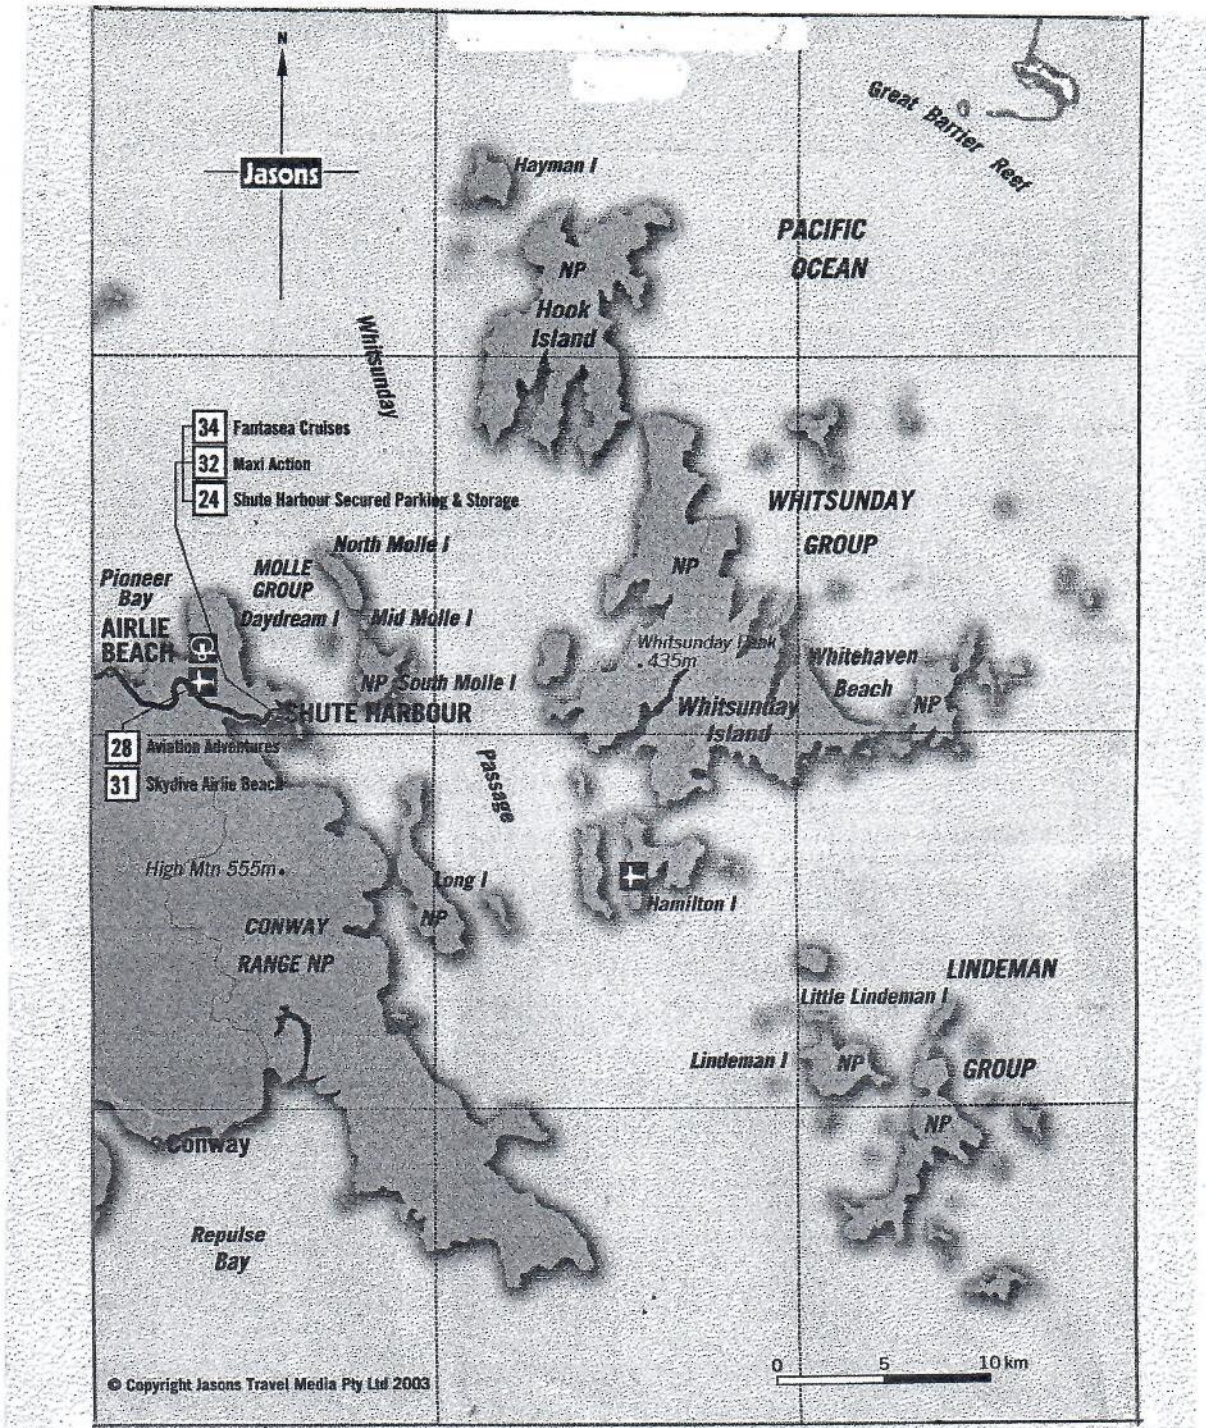 N
Jasons
Great Barrier Reef
Hayman I
PACIFIC
OCEAN
NP
Hook
Island
Whitsunday
34 Fantasea Cruises
32 Maxi Action
24 Shute Harbour Secured Parking & Storage
WHITSUNDAY
GROUP
North Molle I
MOLLE
GROUP
NP
Pioneer
Bay
Daydream I
Mid Molle I
AIRLIE
BEACH
Whitsunday Peak
435m
Whitehaven
Beach
NP South Molle I
NP
Whitsunday
Island
SHUTE HARBOUR
28 Aviation Adventures
31 Skydive Airlie Beach
Passage
High Mtn 555m
Long I
NP
Hamilton I
CONWAY
RANGE NP
LINDEMAN
Little Lindeman I
Lindeman I
NP
GROUP
NP
Conway
Repulse
Bay
0 5 10 km
© Copyright Jasons Travel Media Pty Ltd 2003